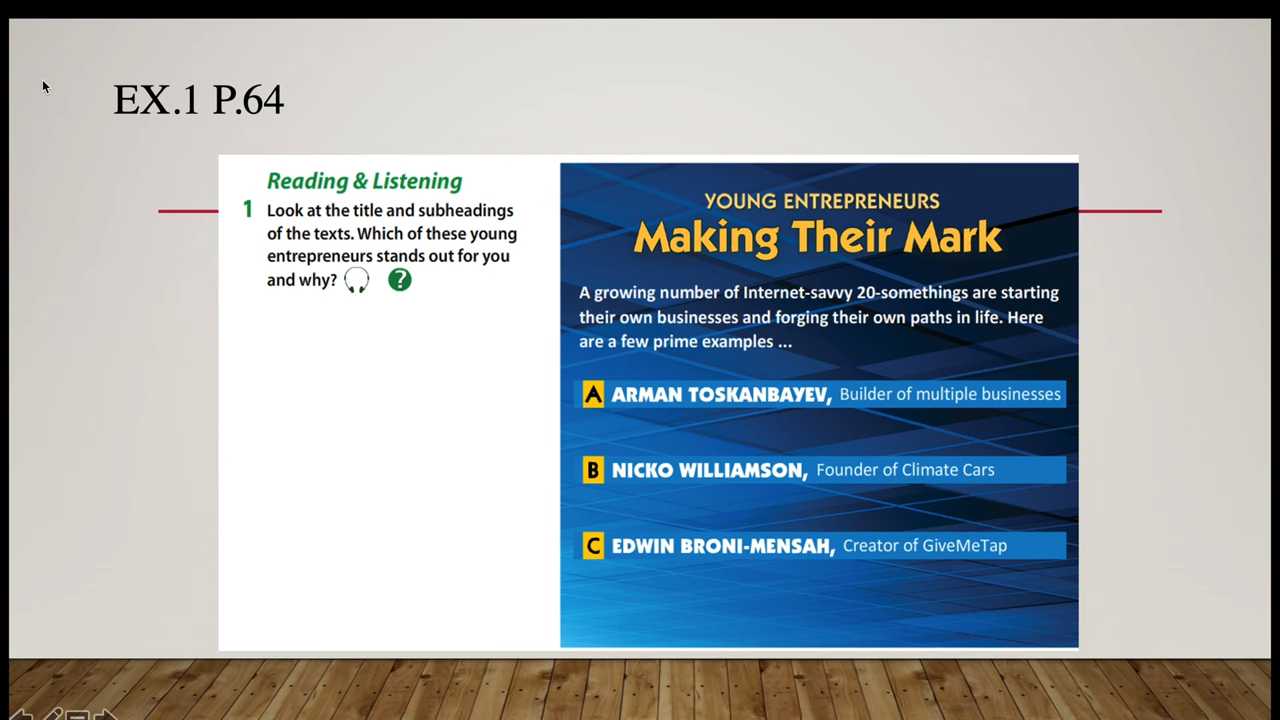 EX.1 P.64
Reading & Listening
1 Look at the title and subheadings
of the texts. Which of these young
entrepreneurs stands out for you
and why? ?
YOUNG ENTREPRENEURS
Making Their Mark
A growing number of Internet-savvy 20-somethings are starting
their own businesses and forging their own paths in life. Here
are a few prime examples ...
A ARMAN TOSKANBAYEV, Builder of multiple businesses
B NICKO WILLIAMSON, Founder of Climate Cars
C EDWIN BRONI-MENSAH, Creator of GiveMeTap